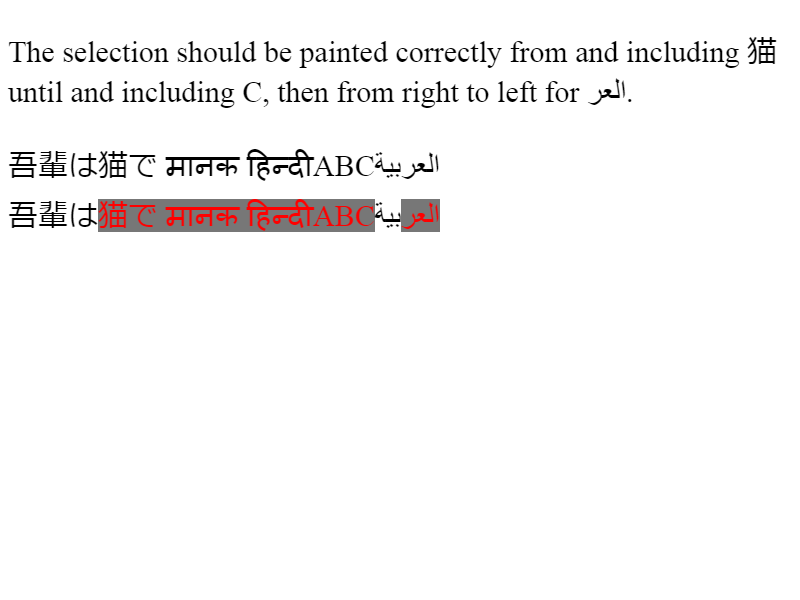 The selection should be painted correctly from and including 猫
until and including C, then from right to left for العر.
吾輩は猫で मानक हिन्दीABCالعربية
吾輩は猫で मानक हिन्दीABCالعربية